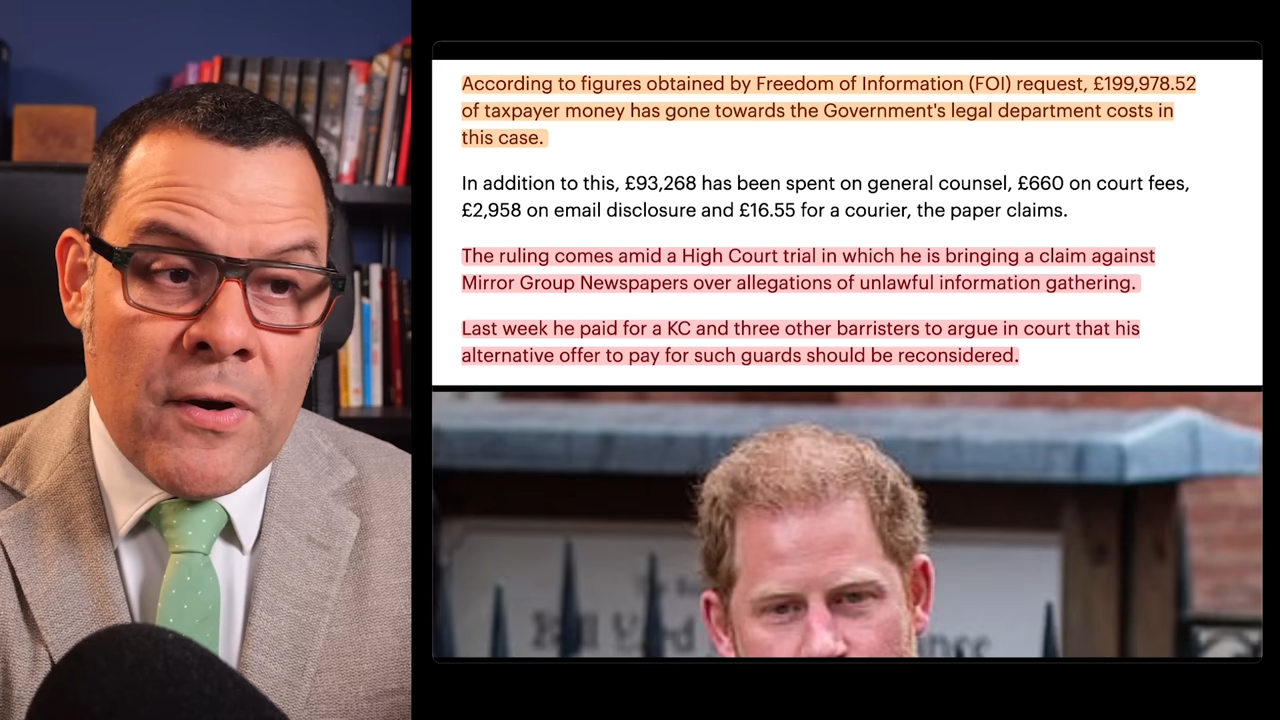 According to figures obtained by Freedom of Information (FOI) request, £199,978.52
of taxpayer money has gone towards the Government's legal department costs in
this case.
In addition to this, £93,268 has been spent on general counsel, £660 on court fees,
£2,958 on email disclosure and £16.55 for a courier, the paper claims.
The ruling comes amid a High Court trial in which he is bringing a claim against
Mirror Group Newspapers over allegations of unlawful information gathering.
Last week he paid for a KC and three other barristers to argue in court that his
alternative offer to pay for such guards should be reconsidered.